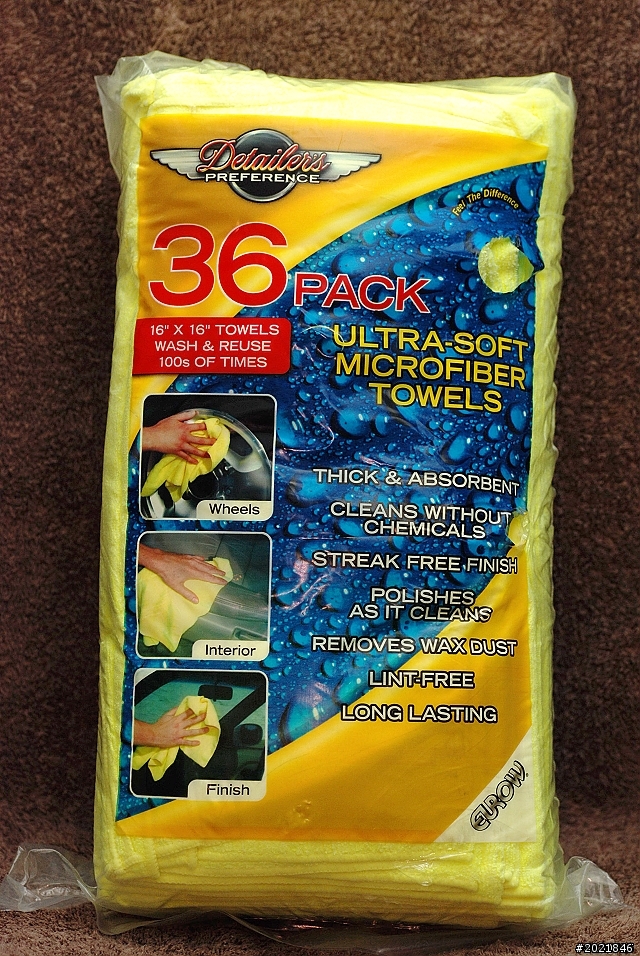 Detailer's
PREFERENCE
Feel The Difference
36 PACK
16" X 16" TOWELS
WASH & REUSE
100s OF TIMES
ULTRA-SOFT
MICROFIBER
TOWELS
THICK & ABSORBENT
CLEANS WITHOUT
CHEMICALS
STREAK FREE FINISH
POLISHES
AS IT CLEANS
REMOVES WAX DUST
LINT-FREE
LONG LASTING
Wheels
Interior
Finish
EUROW
#2021846